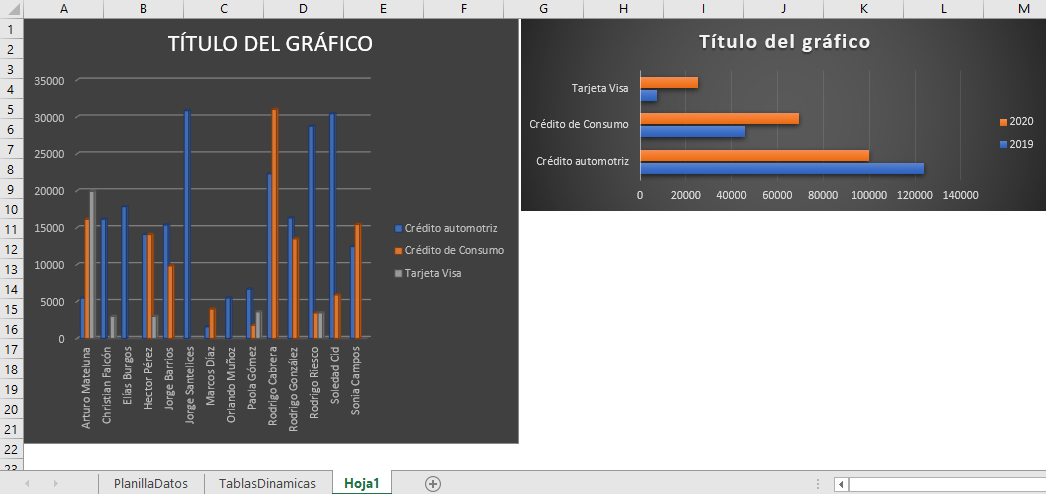 A B C D E F G H I J K L M
1
2
3
4
5
6
7
8
9
10
11
12
13
14
15
16
17
18
19
20
21
22
23
TÍTULO DEL GRÁFICO
35000
30000
25000
20000
15000
10000
5000
0
Arturo Mateluna
Christian Falcón
Elías Burgos
Hector Pérez
Jorge Barrios
Jorge Santelices
Marcos Díaz
Orlando Muñoz
Paola Gómez
Rodrigo Cabrera
Rodrigo González
Rodrigo Riesco
Soledad Cid
Sonia Campos
Crédito automotriz
Crédito de Consumo
Tarjeta Visa
Título del gráfico
Tarjeta Visa
Crédito de Consumo
Crédito automotriz
0 20000 40000 60000 80000 100000 120000 140000
2020
2019
PlanillaDatos TablasDinamicas Hoja1